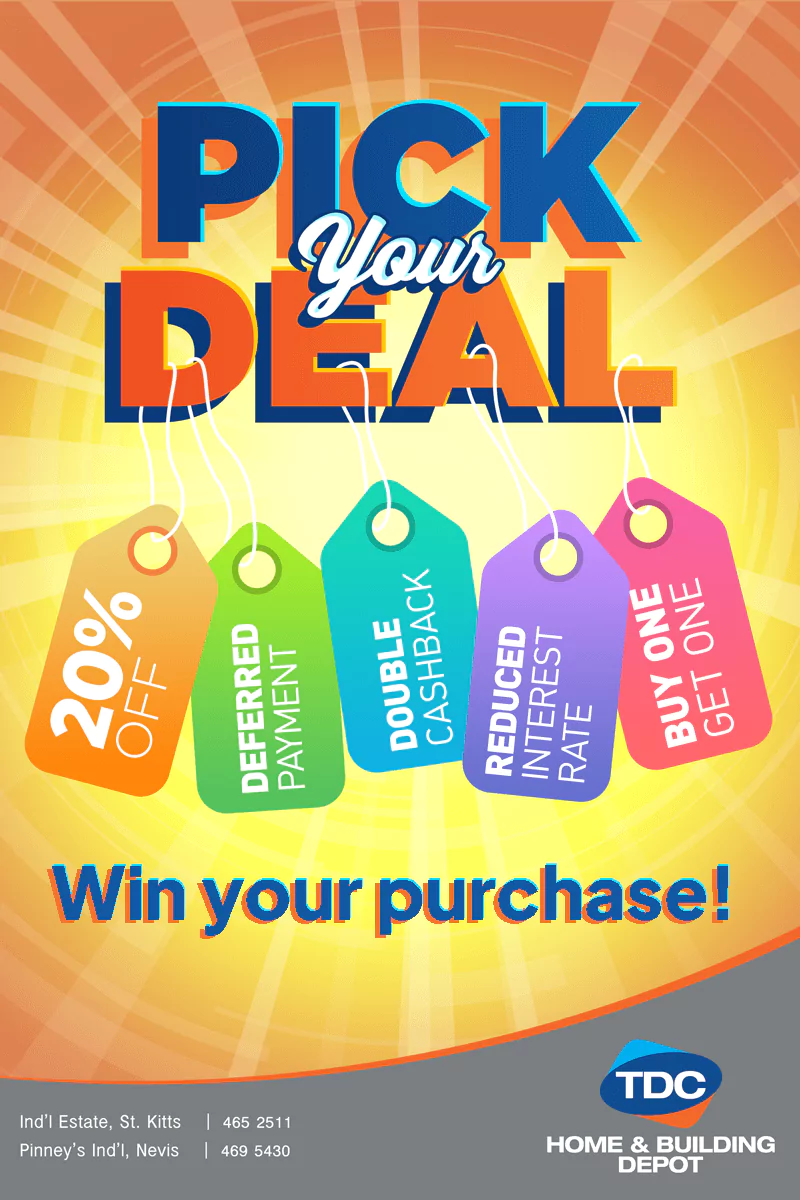 PICK
Your
DEAL
20%
OFF
DEFERRED
PAYMENT
DOUBLE
CASHBACK
REDUCED
INTEREST
RATE
BUY ONE
GET ONE
Win your purchase!
Ind'l Estate, St. Kitts | 465 2511
Pinney's Ind'l, Nevis | 469 5430
TDC
HOME & BUILDING
DEPOT